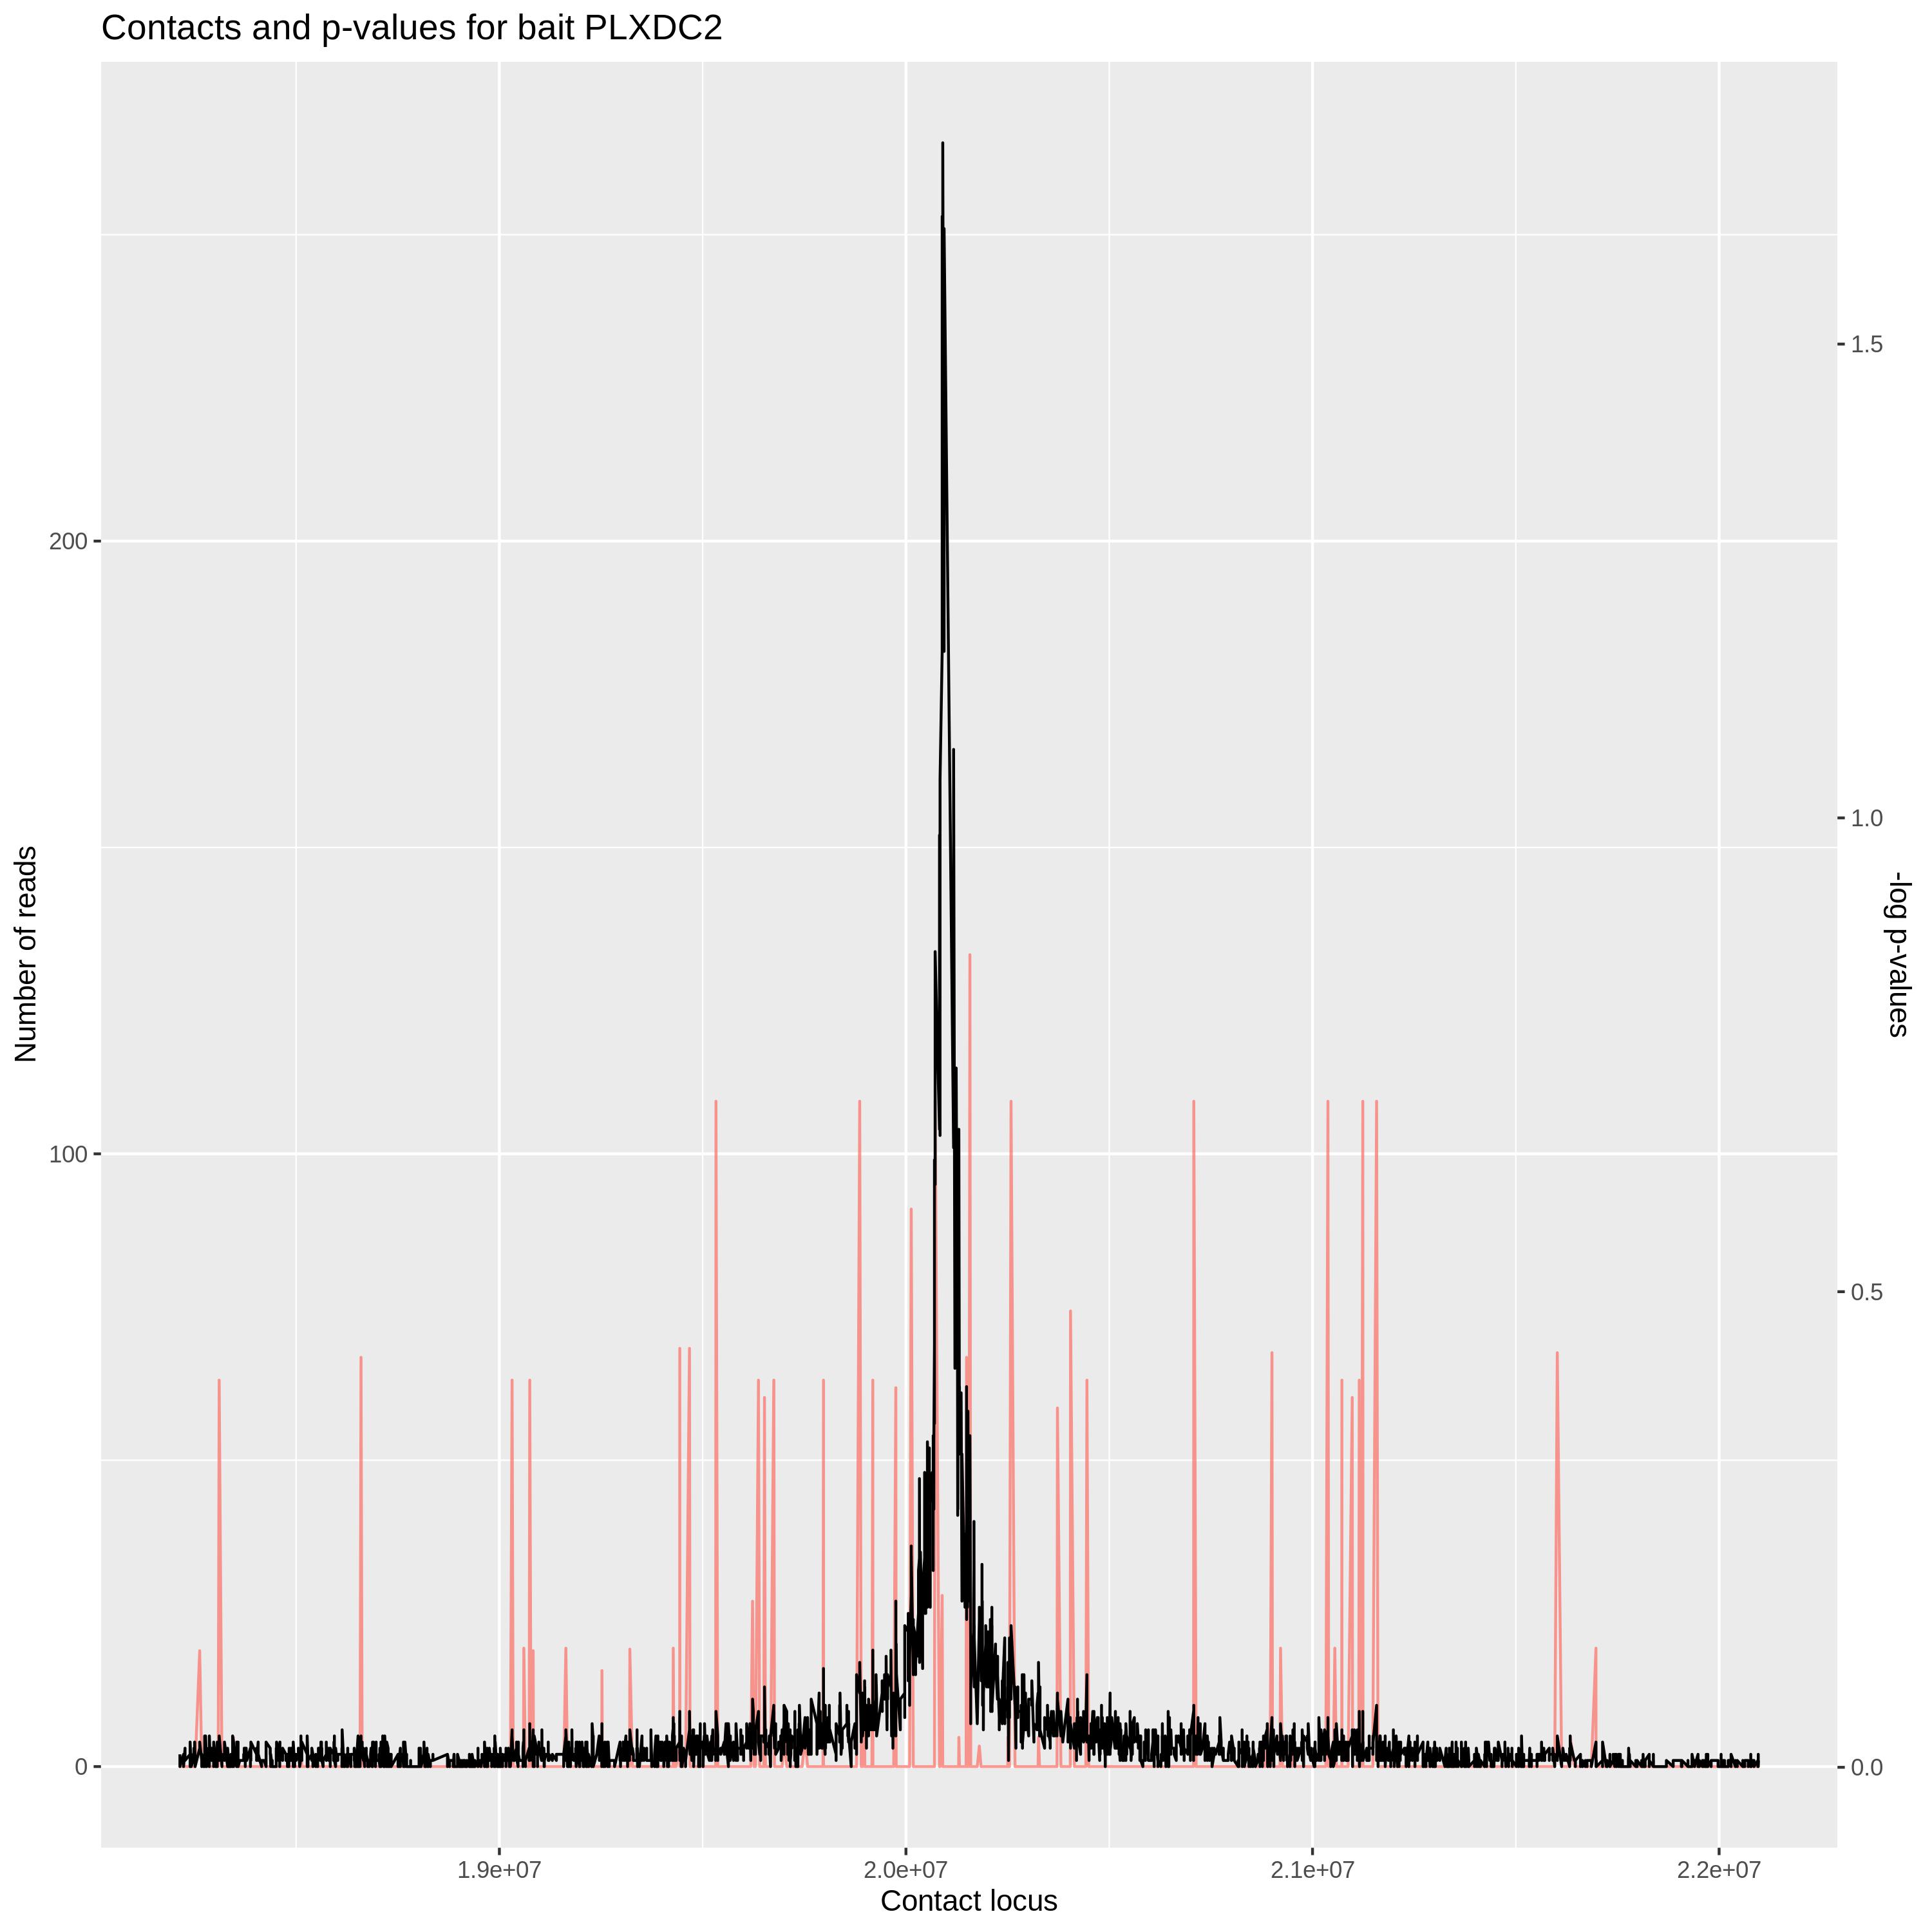 Contacts and p-values for bait PLXDC2
Number of reads
200
100
0
1.5
1.0
0.5
0.0
-log p-values
1.9e+07
2.0e+07
2.1e+07
2.2e+07
Contact locus